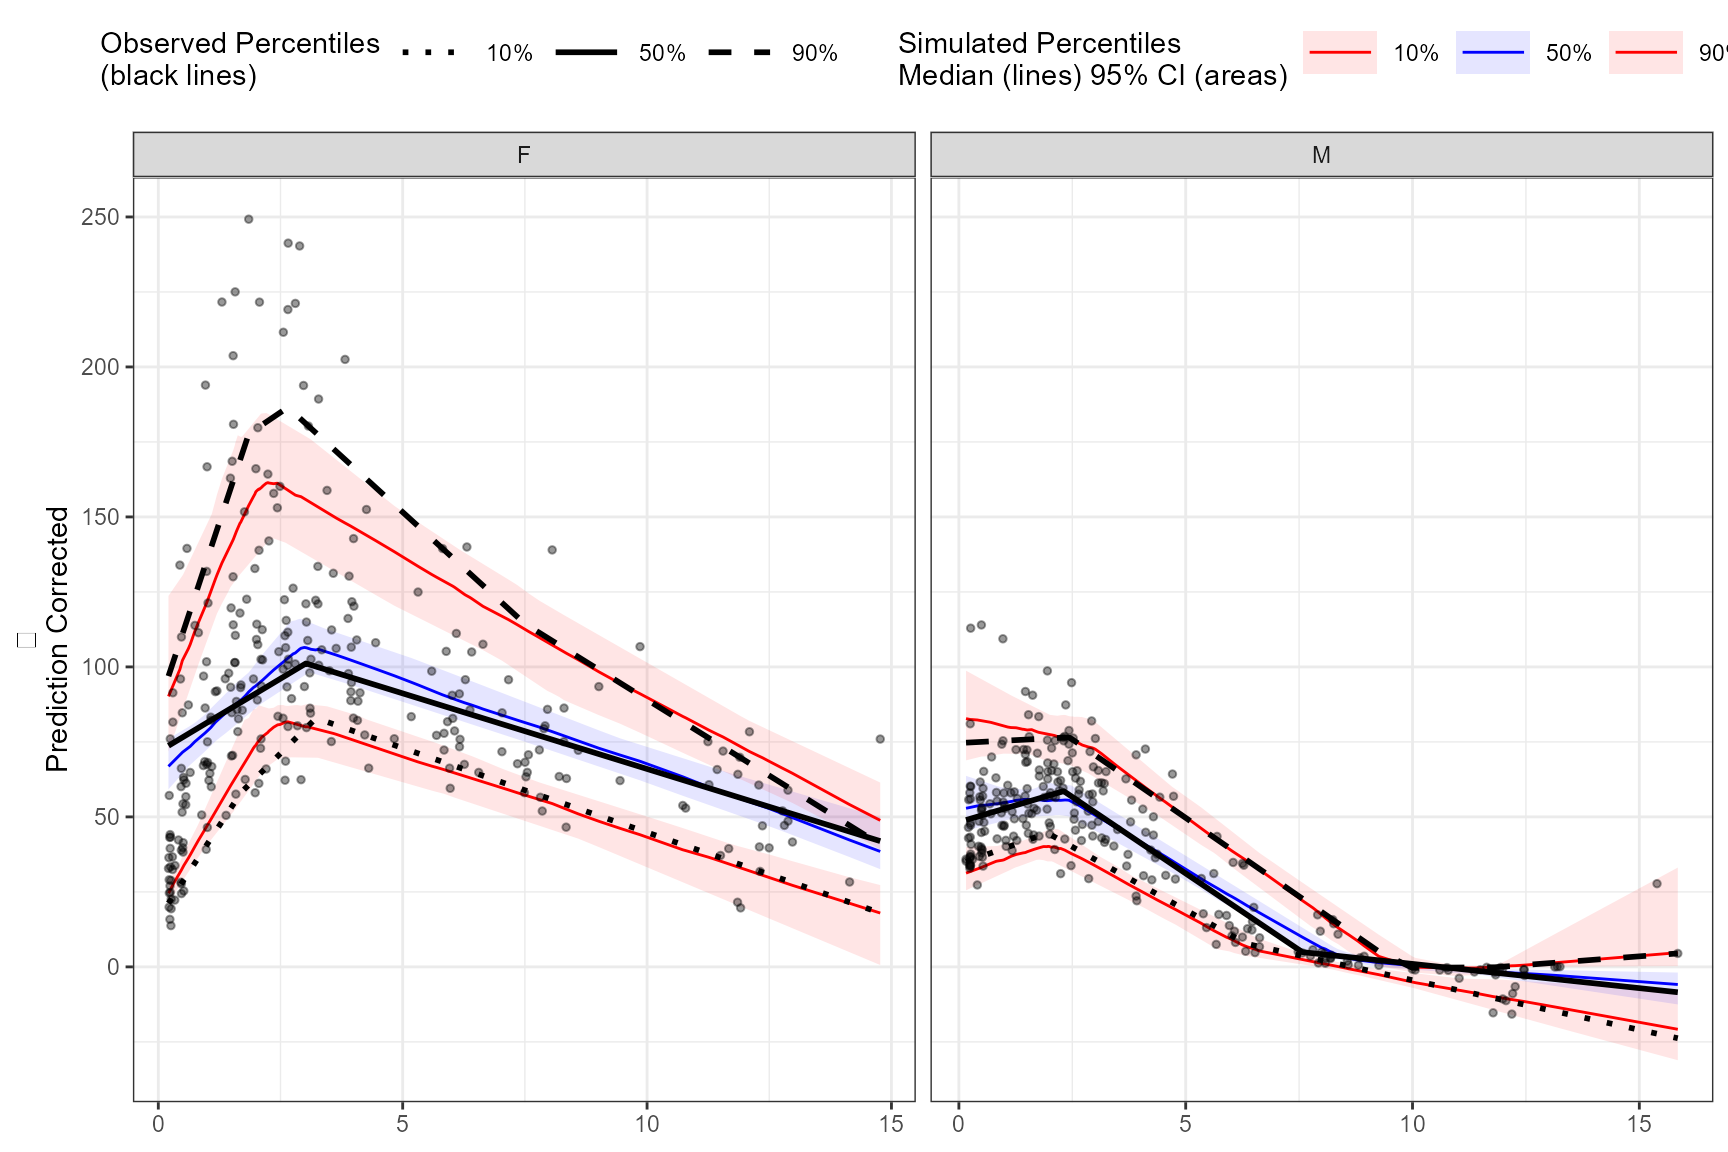 Observed Percentiles
(black lines)
10% 50% 90%
Simulated Percentiles
Median (lines) 95% CI (areas)
10% 50% 90
F M
250
200
150
100
50
0
Prediction Corrected
0 5 10 15 0 5 10 15